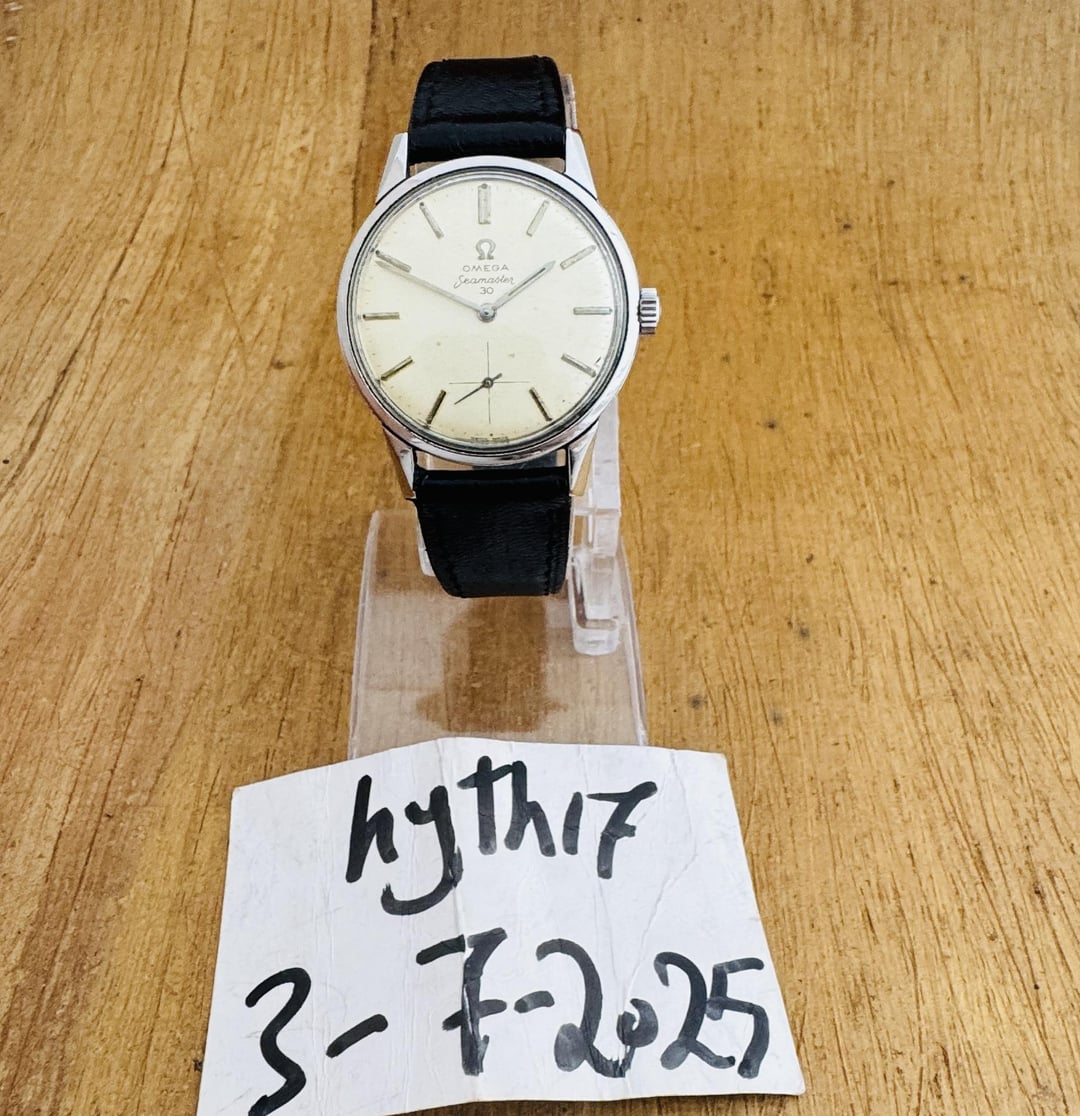 Ω
OMEGA
Seamaster
30
hyth17
3-7-2025